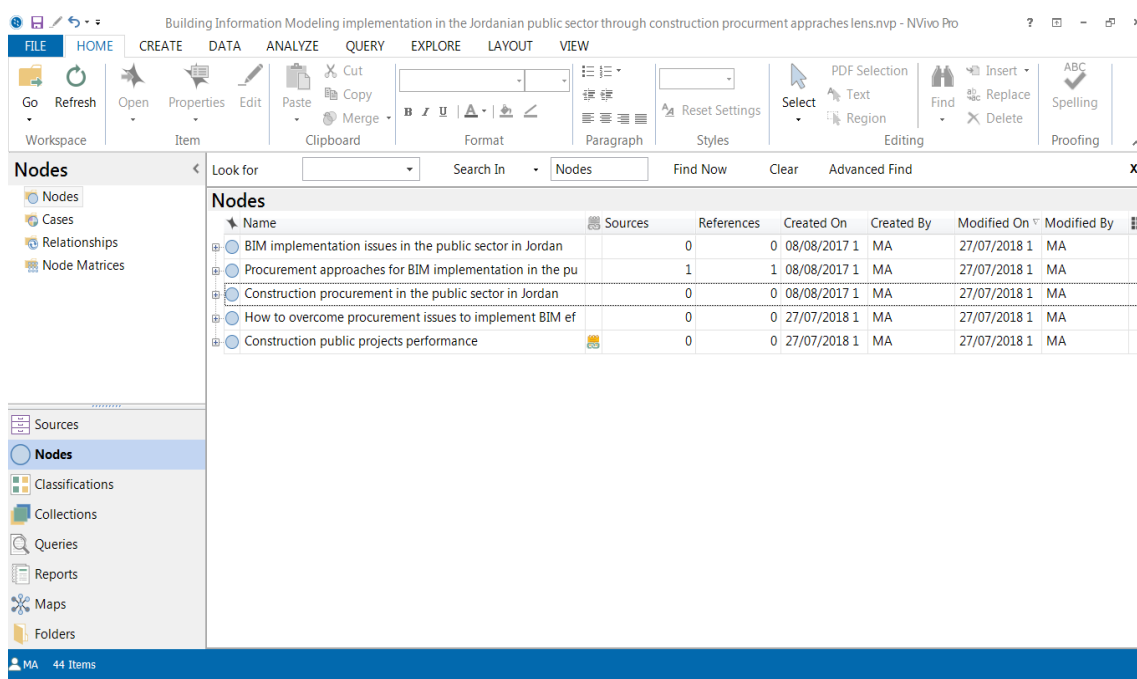 Building Information Modeling implementation in the Jordanian public sector through construction procurment appraches lens.nvp - NVivo Pro
FILE HOME CREATE DATA ANALYZE QUERY EXPLORE LAYOUT VIEW
Go Refresh Open Properties Edit Paste Cut Copy Merge B I U A Reset Settings Select PDF Selection Text Region Find Insert Replace Delete ABC Spelling
Workspace Item Clipboard Format Paragraph Styles Editing Proofing
Nodes Look for Search In Nodes Find Now Clear Advanced Find X
Nodes
Cases
Relationships
Node Matrices
Nodes
Name Sources References Created On Created By Modified On Modified By
BIM implementation issues in the public sector in Jordan 0 0 08/08/2017 1 MA 27/07/2018 1 MA
Procurement approaches for BIM implementation in the pu 1 1 08/08/2017 1 MA 27/07/2018 1 MA
Construction procurement in the public sector in Jordan 0 0 08/08/2017 1 MA 27/07/2018 1 MA
How to overcome procurement issues to implement BIM ef 0 0 27/07/2018 1 MA 27/07/2018 1 MA
Construction public projects performance 0 0 27/07/2018 1 MA 27/07/2018 1 MA
Sources
Nodes
Classifications
Collections
Queries
Reports
Maps
Folders
MA 44 Items